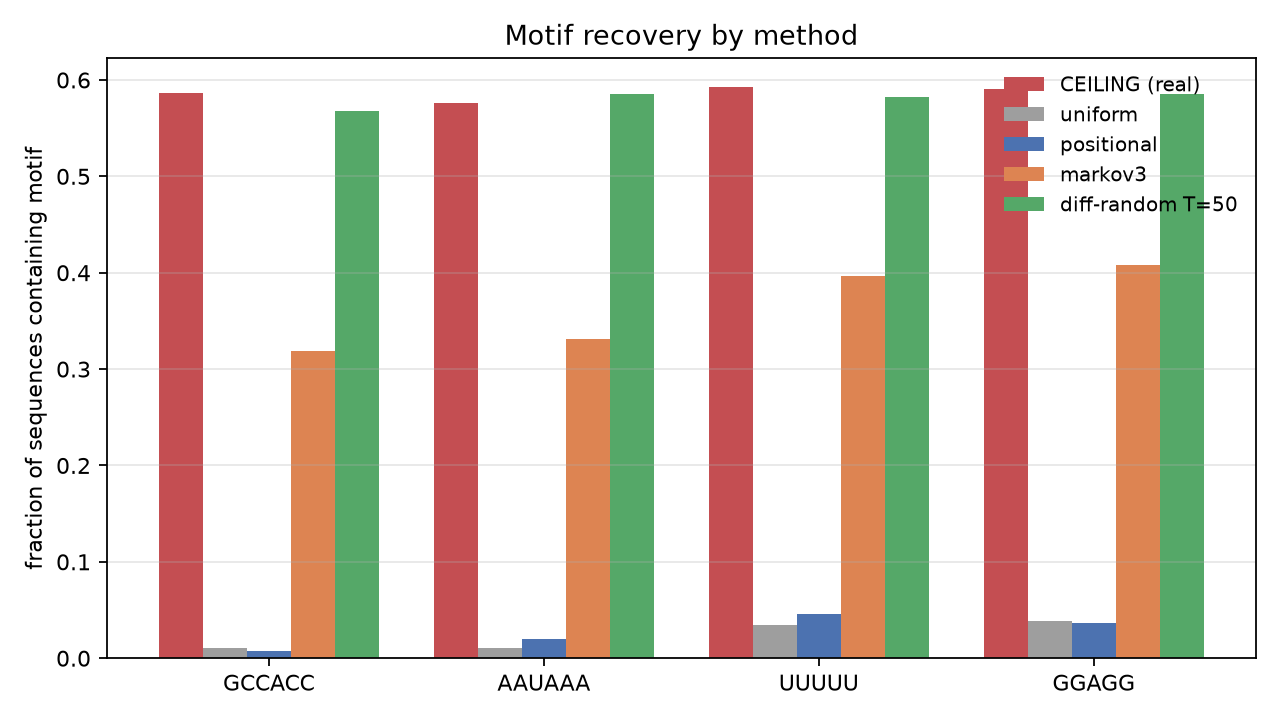 Motif recovery by method
fraction of sequences containing motif
0.6
0.5
0.4
0.3
0.2
0.1
0.0
CEILING (real)
uniform
positional
markov3
diff-random T=50
GCCACC
AAUAAA
UUUUU
GGAGG